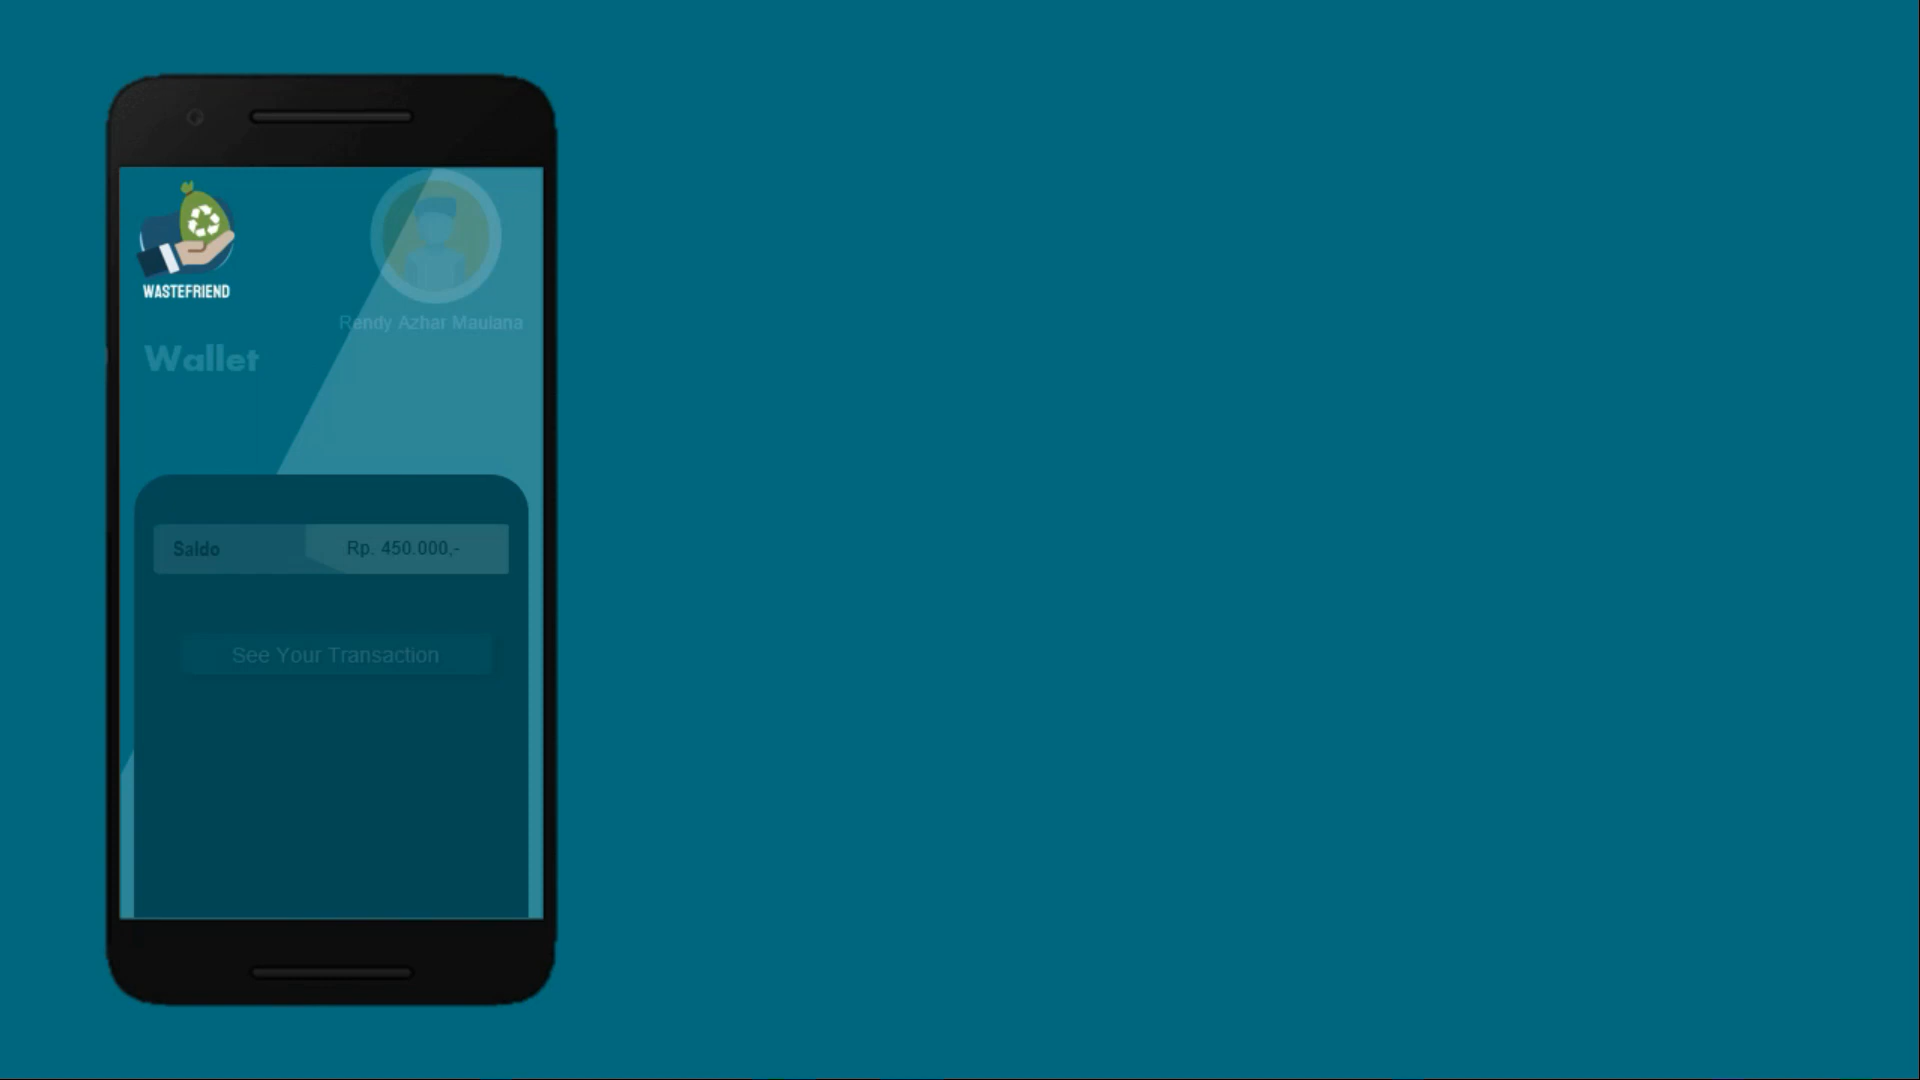 WASTEFRIEND
Rendy Azhar Maulana
Wallet
Saldo
Rp. 450.000,-
See Your Transaction